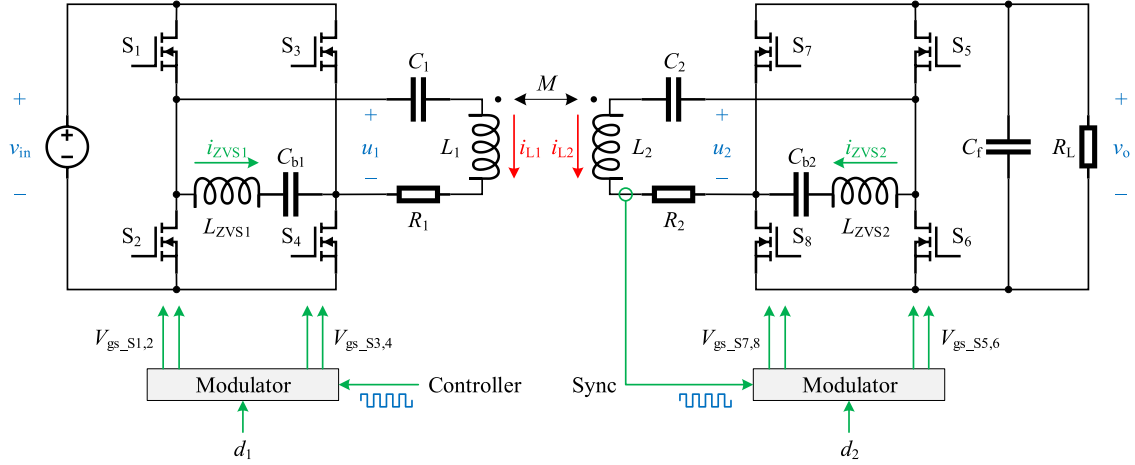 S1 S3 S7 S5
C1 M C2
+ + + +
vin iZVS1 Cb1 u1 L1 iL1 iL2 L2 u2 Cb2 iZVS2 Cf RL vo
− − − −
S2 LZVS1 S4 R1 R2 S8 LZVS2 S6
Vgs_S1,2 Vgs_S3,4 Vgs_S7,8 Vgs_S5,6
Modulator Controller Sync Modulator
d1 d2